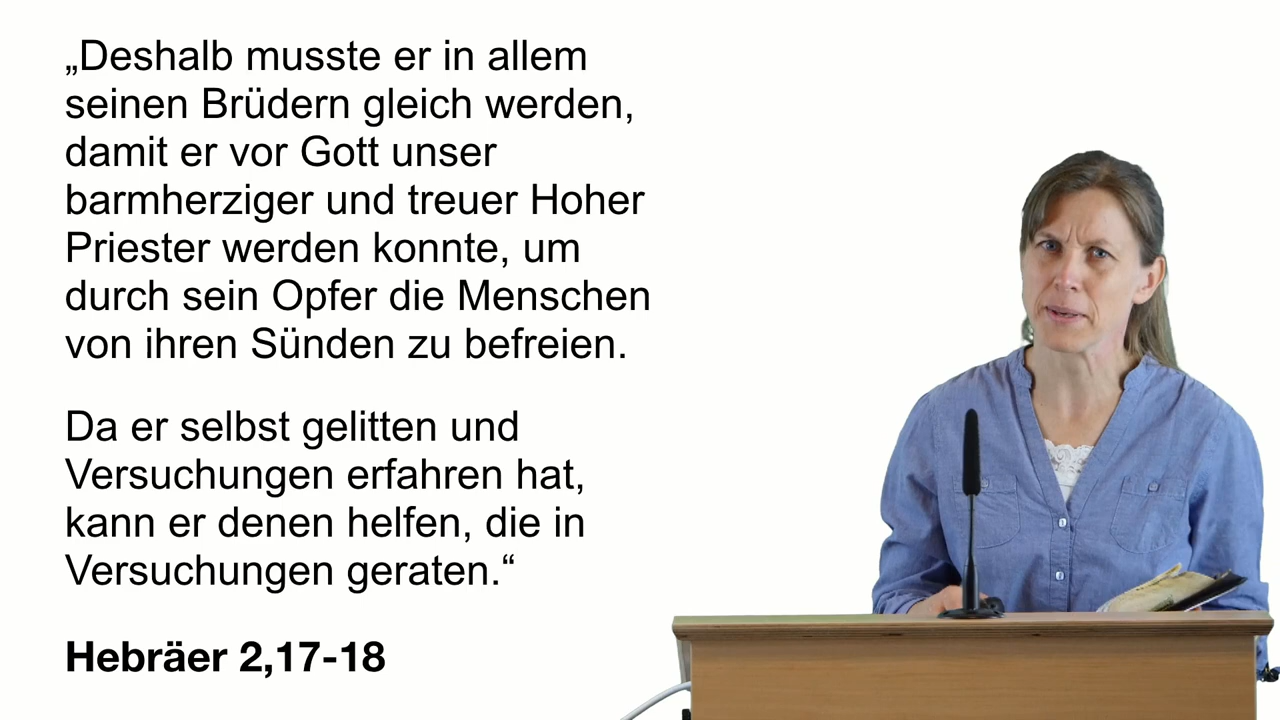 „Deshalb musste er in allem
seinen Brüdern gleich werden,
damit er vor Gott unser
barmherziger und treuer Hoher
Priester werden konnte, um
durch sein Opfer die Menschen
von ihren Sünden zu befreien.
Da er selbst gelitten und
Versuchungen erfahren hat,
kann er denen helfen, die in
Versuchungen geraten.“
Hebräer 2,17-18